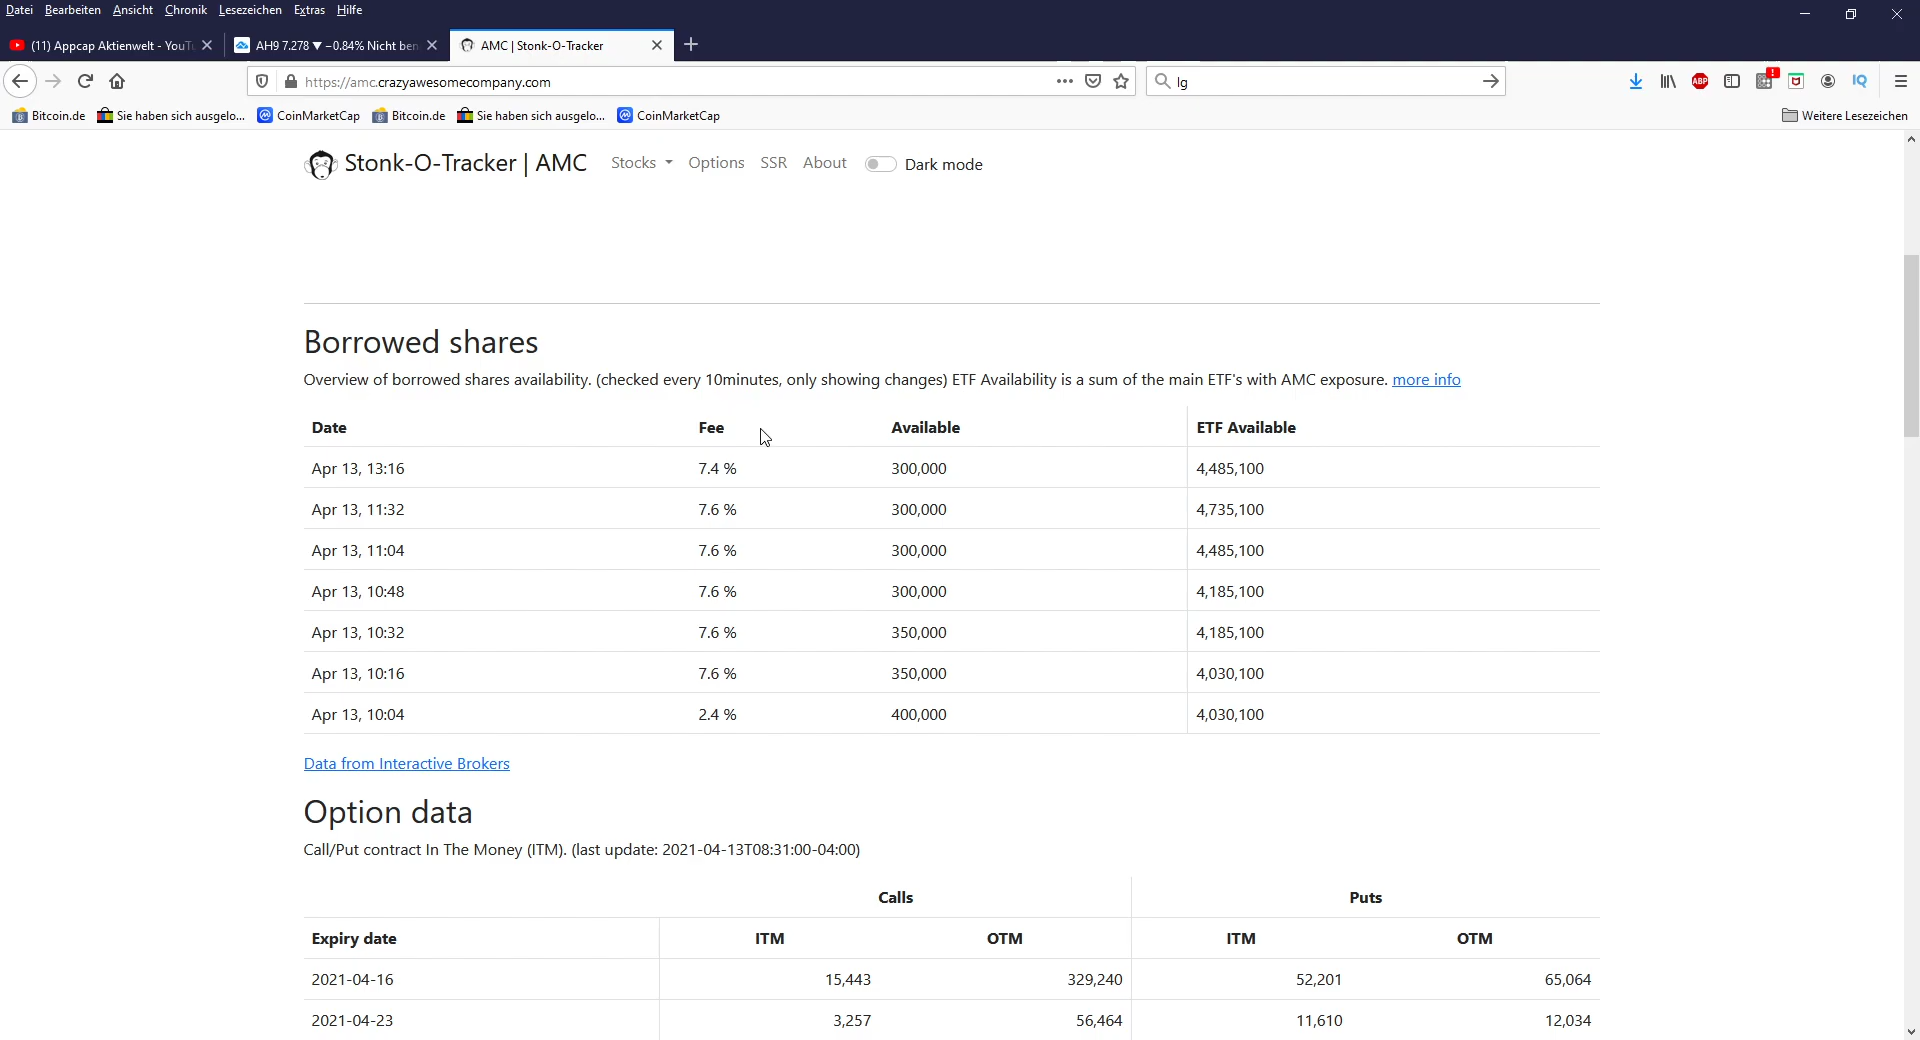 Datei Bearbeiten Ansicht Chronik Lesezeichen Extras Hilfe
(11) Appcap Aktienwelt - YouTu AH9 7.278 ▼ −0.84% Nicht ben AMC | Stonk-O-Tracker
https://amc.crazyawesomecompany.com lg
Bitcoin.de Sie haben sich ausgelo... CoinMarketCap Bitcoin.de Sie haben sich ausgelo... CoinMarketCap Weitere Lesezeichen
Stonk-O-Tracker | AMC Stocks Options SSR About Dark mode
Borrowed shares
Overview of borrowed shares availability. (checked every 10minutes, only showing changes) ETF Availability is a sum of the main ETF's with AMC exposure. more info
Date Fee Available ETF Available
Apr 13, 13:16 7.4 % 300,000 4,485,100
Apr 13, 11:32 7.6 % 300,000 4,735,100
Apr 13, 11:04 7.6 % 300,000 4,485,100
Apr 13, 10:48 7.6 % 300,000 4,185,100
Apr 13, 10:32 7.6 % 350,000 4,185,100
Apr 13, 10:16 7.6 % 350,000 4,030,100
Apr 13, 10:04 2.4 % 400,000 4,030,100
Data from Interactive Brokers
Option data
Call/Put contract In The Money (ITM). (last update: 2021-04-13T08:31:00-04:00)
Calls Puts
Expiry date ITM OTM ITM OTM
2021-04-16 15,443 329,240 52,201 65,064
2021-04-23 3,257 56,464 11,610 12,034